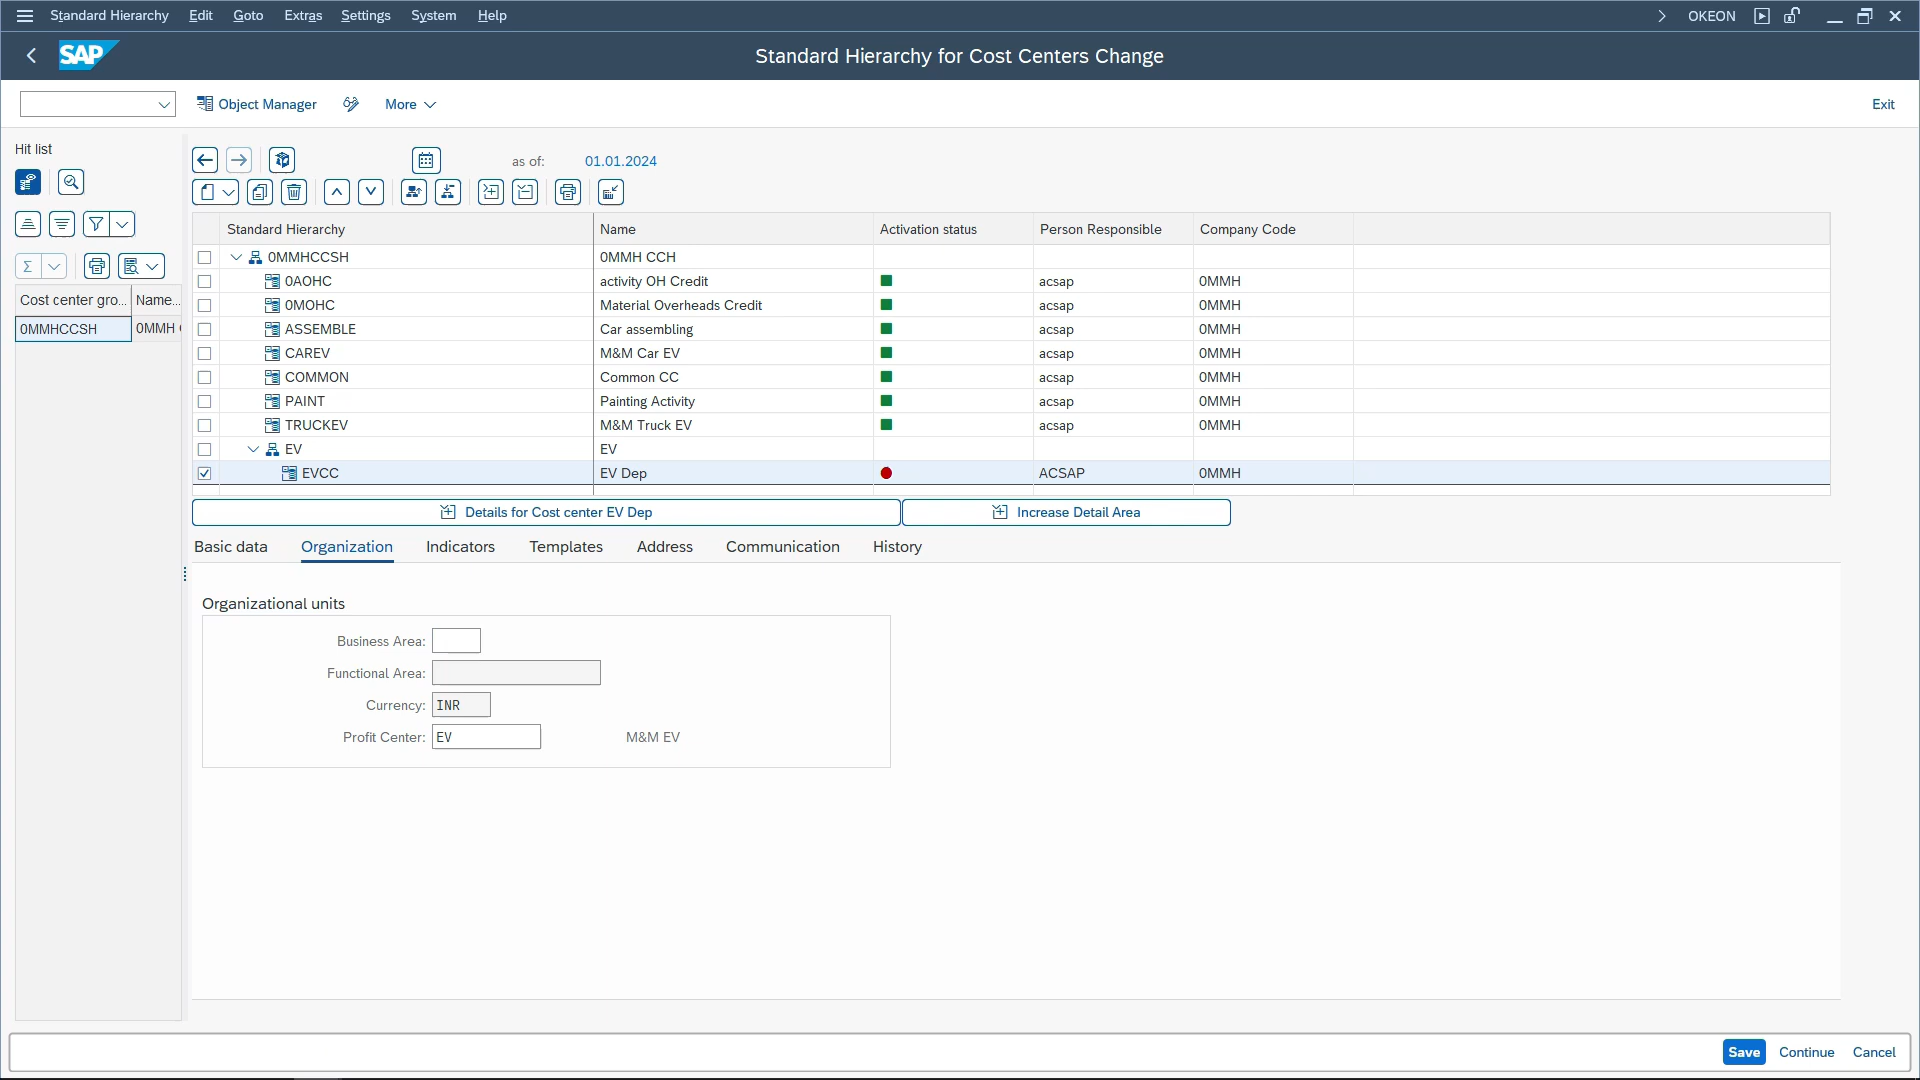 Standard Hierarchy Edit Goto Extras Settings System Help OKEON
SAP Standard Hierarchy for Cost Centers Change
Object Manager More Exit
Hit list
as of: 01.01.2024
Standard Hierarchy Name Activation status Person Responsible Company Code
0MMHCCSH 0MMH CCH
0AOHC activity OH Credit acsap 0MMH
0MOHC Material Overheads Credit acsap 0MMH
ASSEMBLE Car assembling acsap 0MMH
CAREV M&M Car EV acsap 0MMH
COMMON Common CC acsap 0MMH
PAINT Painting Activity acsap 0MMH
TRUCKEV M&M Truck EV acsap 0MMH
EV EV
EVCC EV Dep ACSAP 0MMH
Cost center gro... Name...
0MMHCCSH 0MMH
Details for Cost center EV Dep Increase Detail Area
Basic data Organization Indicators Templates Address Communication History
Organizational units
Business Area:
Functional Area:
Currency: INR
Profit Center: EV M&M EV
Save Continue Cancel